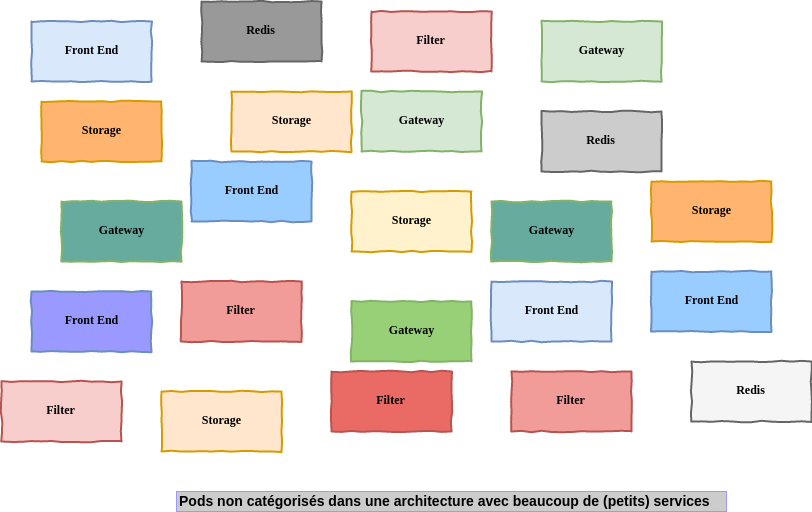 Front End
Redis
Filter
Gateway
Storage
Storage
Gateway
Redis
Front End
Gateway
Storage
Gateway
Storage
Front End
Filter
Gateway
Front End
Front End
Filter
Storage
Filter
Filter
Redis
Pods non catégorisés dans une architecture avec beaucoup de (petits) services